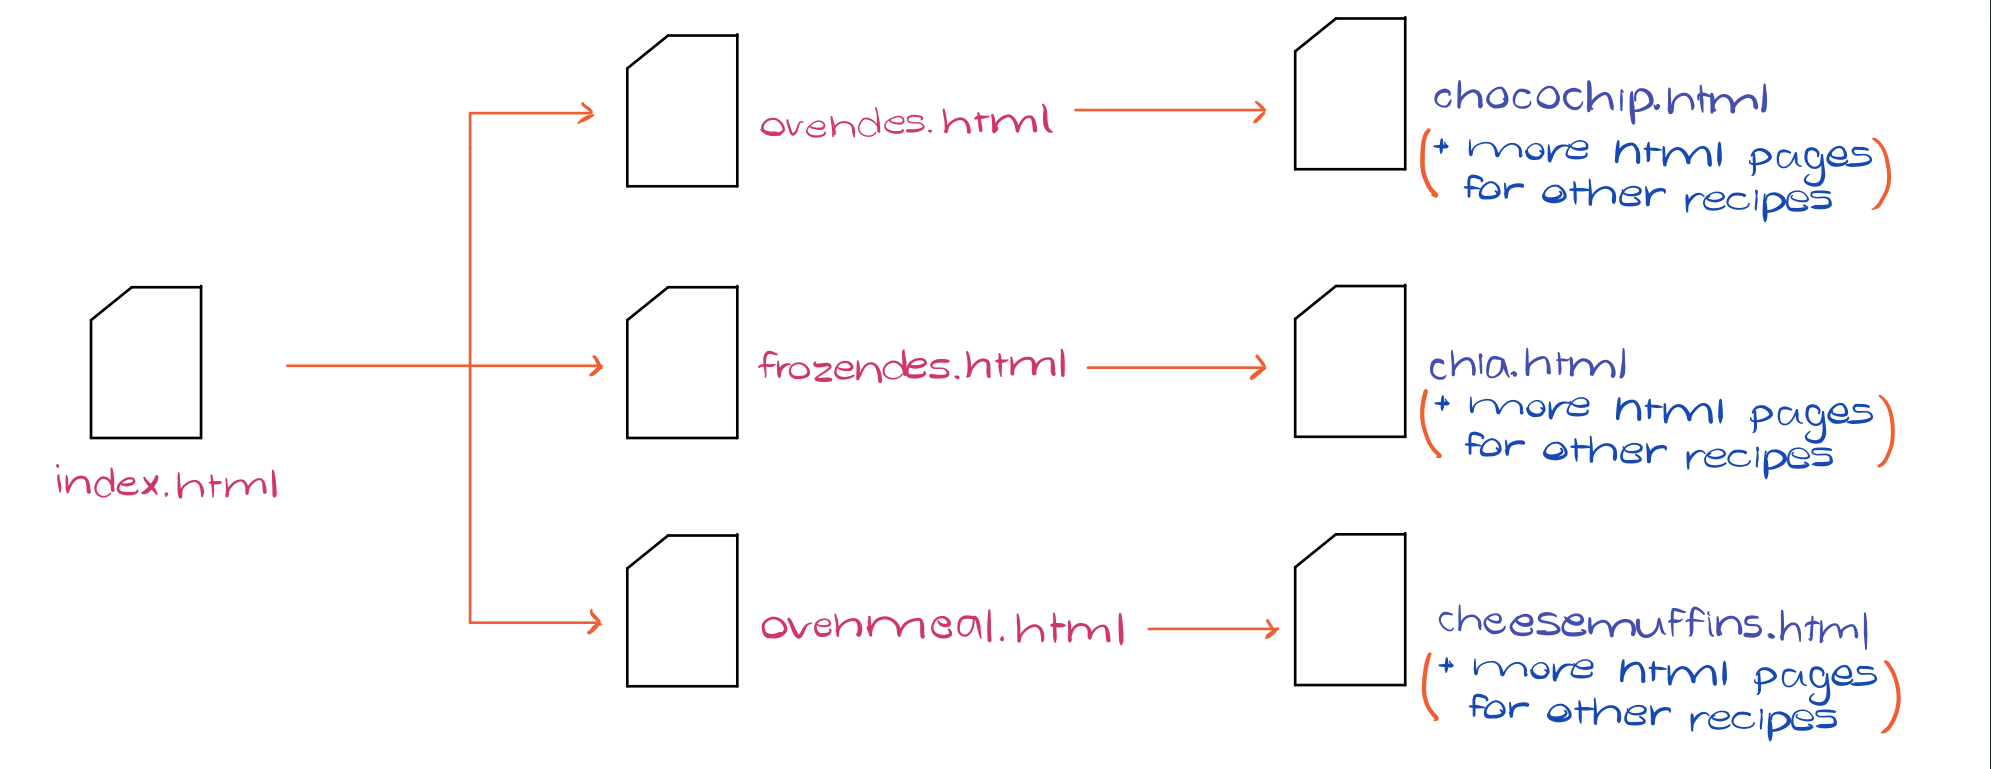 index.html
ovendes.html
frozendes.html
ovenmeal.html
chocochip.html
(+ more html pages
for other recipes)
chia.html
(+ more html pages
for other recipes)
cheesemuffins.html
(+ more html pages
for other recipes)